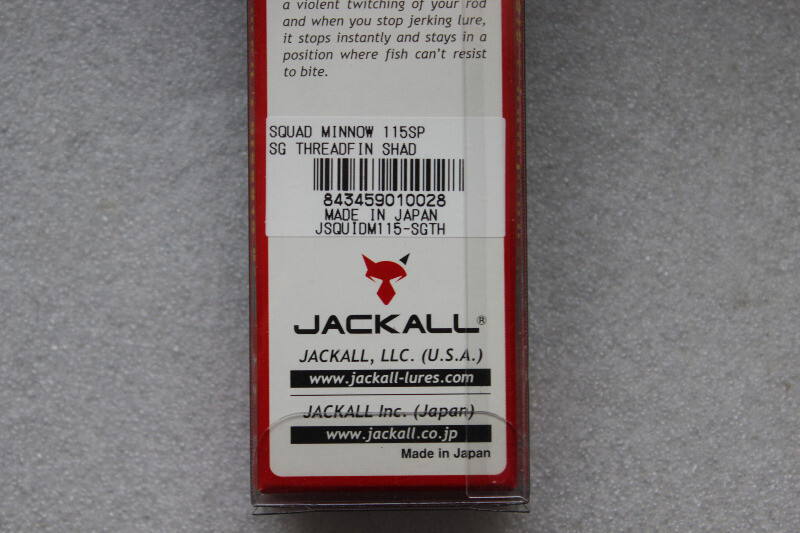 a violent twitching of your rod
and when you stop jerking lure,
it stops instantly and stays in a
position where fish can't resist
to bite.
SQUAD MINNOW 115SP
SG THREADFIN SHAD
843459010028
MADE IN JAPAN
JSQUIDM115-SGTH
JACKALL®
JACKALL, LLC. (U.S.A.)
www.jackall-lures.com
JACKALL Inc. (Japan)
www.jackall.co.jp
Made in Japan